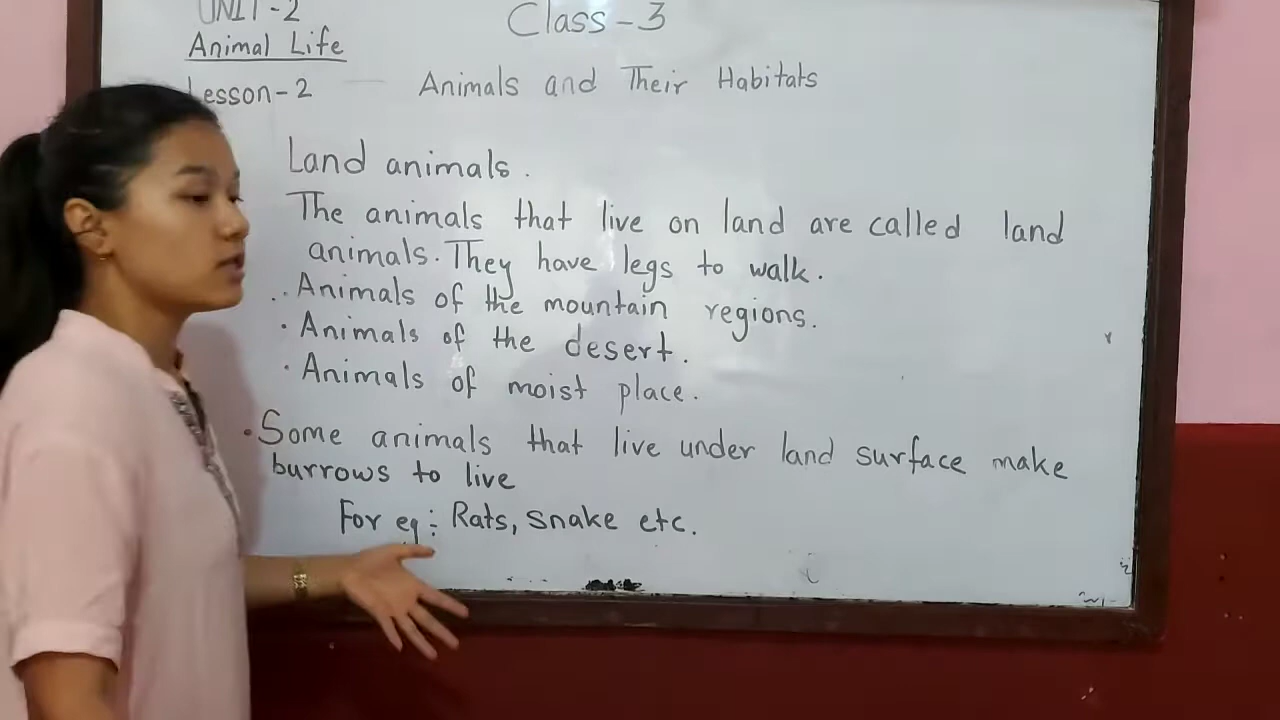 UNIT-2
Class-3
Animal Life
Lesson-2
Animals and Their Habitats
Land animals.
The animals that live on land are called land
animals. They have legs to walk.
.. Animals of the mountain regions.
· Animals of the desert.
· Animals of moist place.
· Some animals that live under land surface make
burrows to live
For eg: Rats, snake etc.